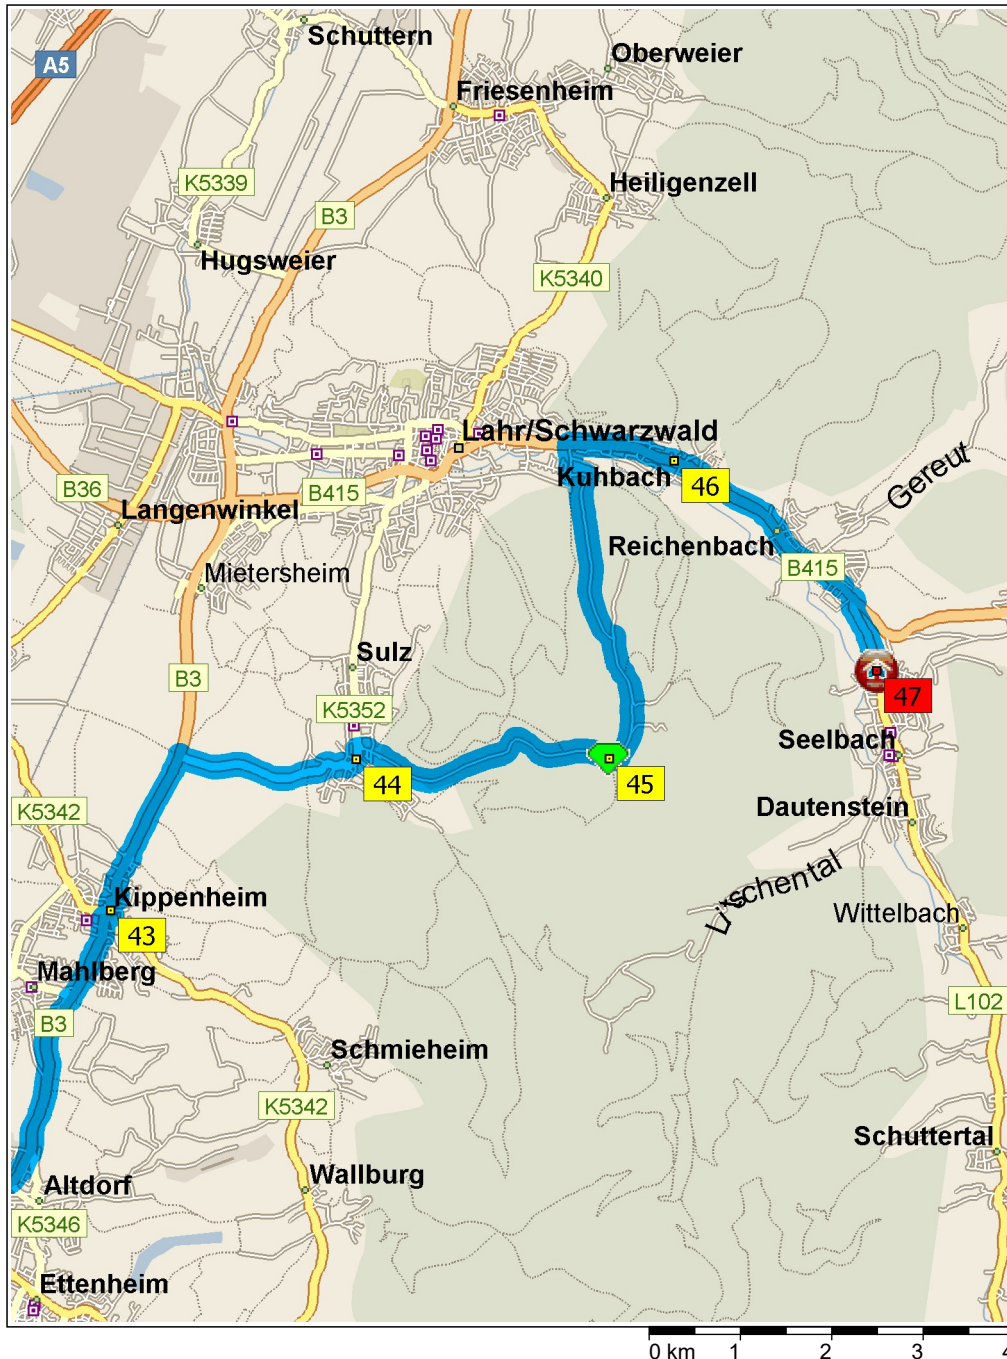 Schuttern
Oberweier
A5
Friesenheim
K5339
Heiligenzell
B3
Hugsweier
K5340
Lahr/Schwarzwald
Kuhbach
46
Gereut
B36
B415
Langenwinkel
Reichenbach
B415
Mietersheim
Sulz
B3
47
K5352
Seelbach
44
45
K5342
Dautenstein
Kippenheim
Wittelbach
43
Mahlberg
L102
B3
Schmieheim
K5342
Schuttertal
Wallburg
Altdorf
K5346
Ettenheim
0 km 1 2 3 4